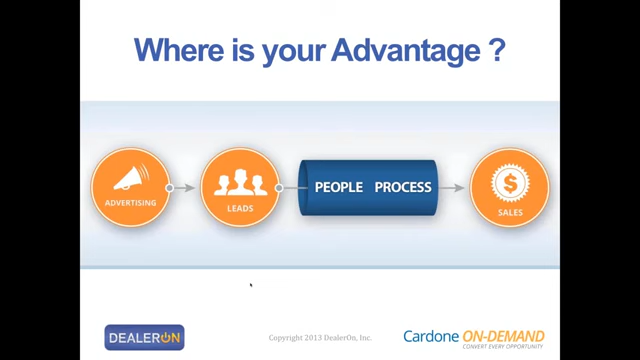 Where is your Advantage ?
ADVERTISING
LEADS
PEOPLE PROCESS
$
SALES
DEALERON
Copyright 2013 DealerOn, Inc.
Cardone ON-DEMAND
CONVERT EVERY OPPORTUNITY